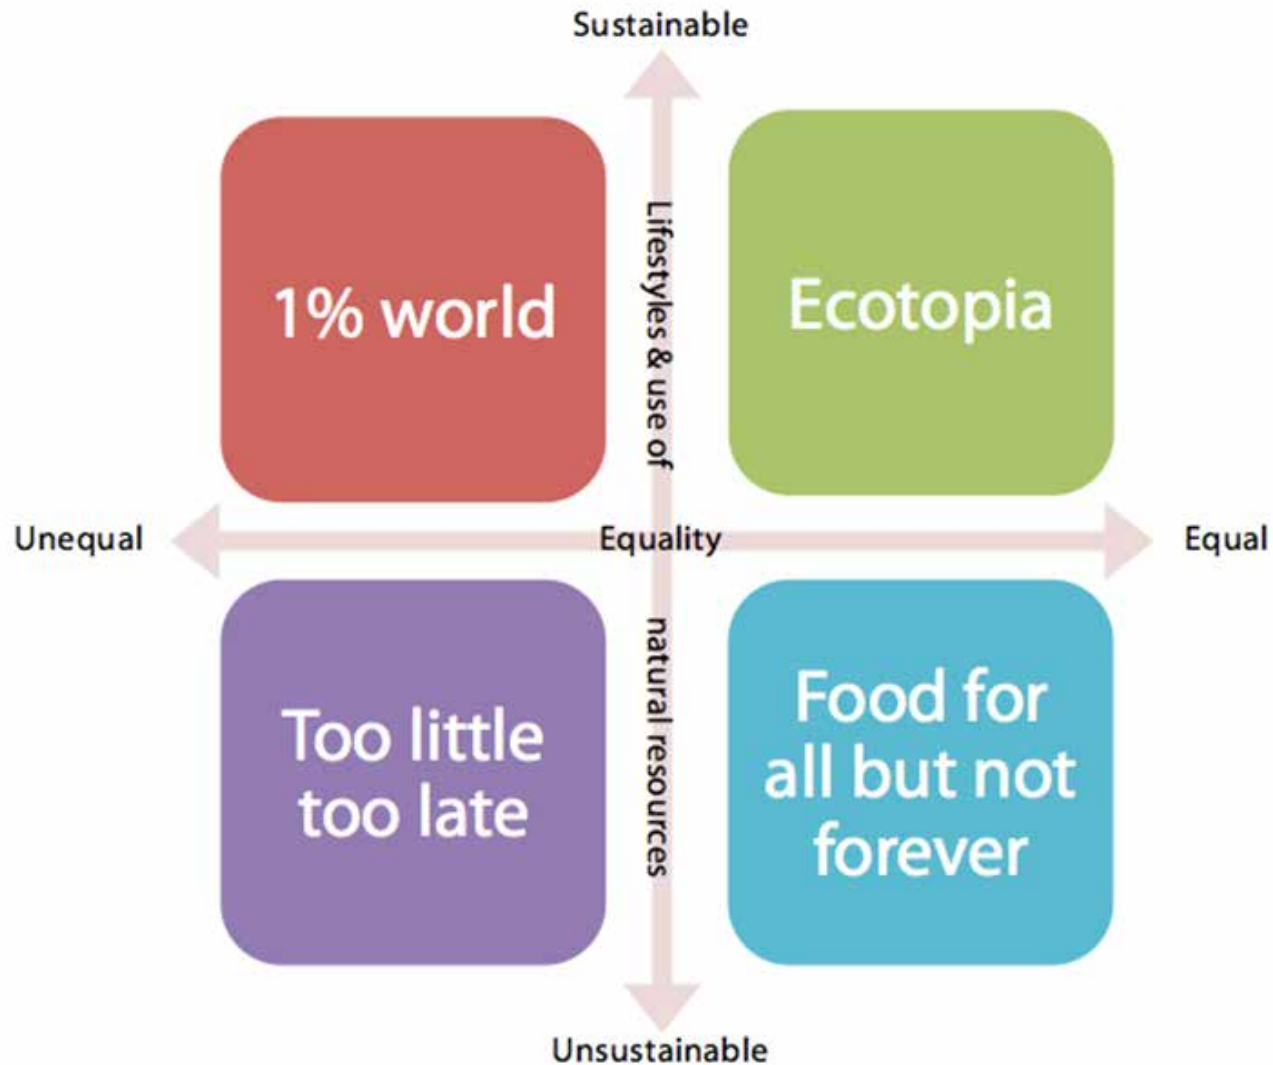 Sustainable
1% world
Ecotopia
Lifestyles & use of
Unequal
Equality
Equal
natural resources
Too little
too late
Food for
all but not
forever
Unsustainable